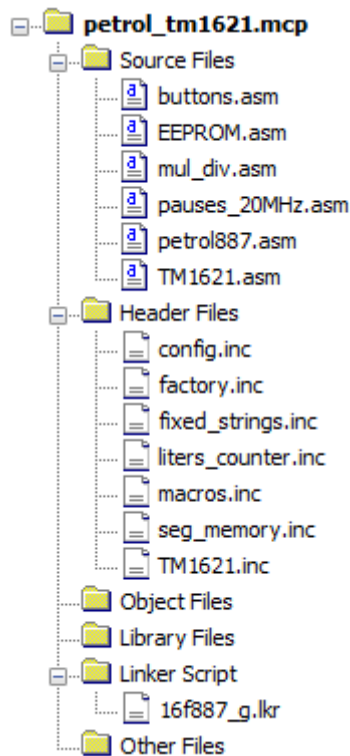 petrol_tm1621.mcp
Source Files
buttons.asm
EEPROM.asm
mul_div.asm
pauses_20MHz.asm
petrol887.asm
TM1621.asm
Header Files
config.inc
factory.inc
fixed_strings.inc
liters_counter.inc
macros.inc
seg_memory.inc
TM1621.inc
Object Files
Library Files
Linker Script
16f887_g.lkr
Other Files